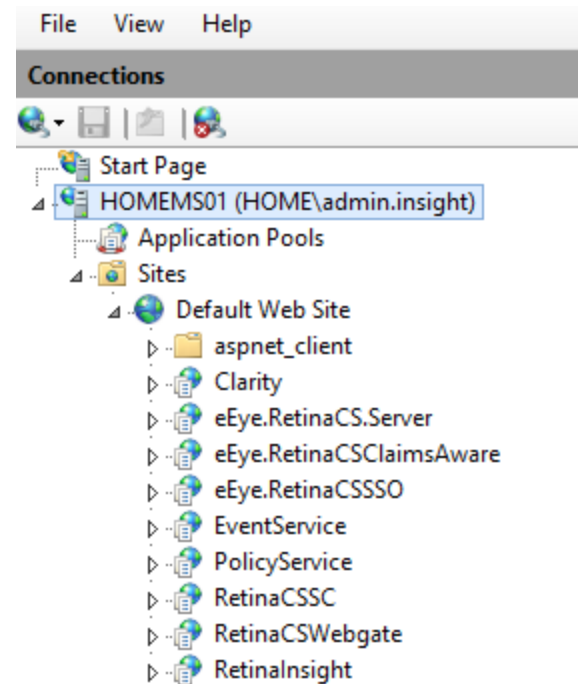 File View Help
Connections
Start Page
HOMEMS01 (HOME\admin.insight)
Application Pools
Sites
Default Web Site
aspnet_client
Clarity
eEye.RetinaCS.Server
eEye.RetinaCSClaimsAware
eEye.RetinaCSSSO
EventService
PolicyService
RetinaCSSC
RetinaCSWebgate
RetinaInsight